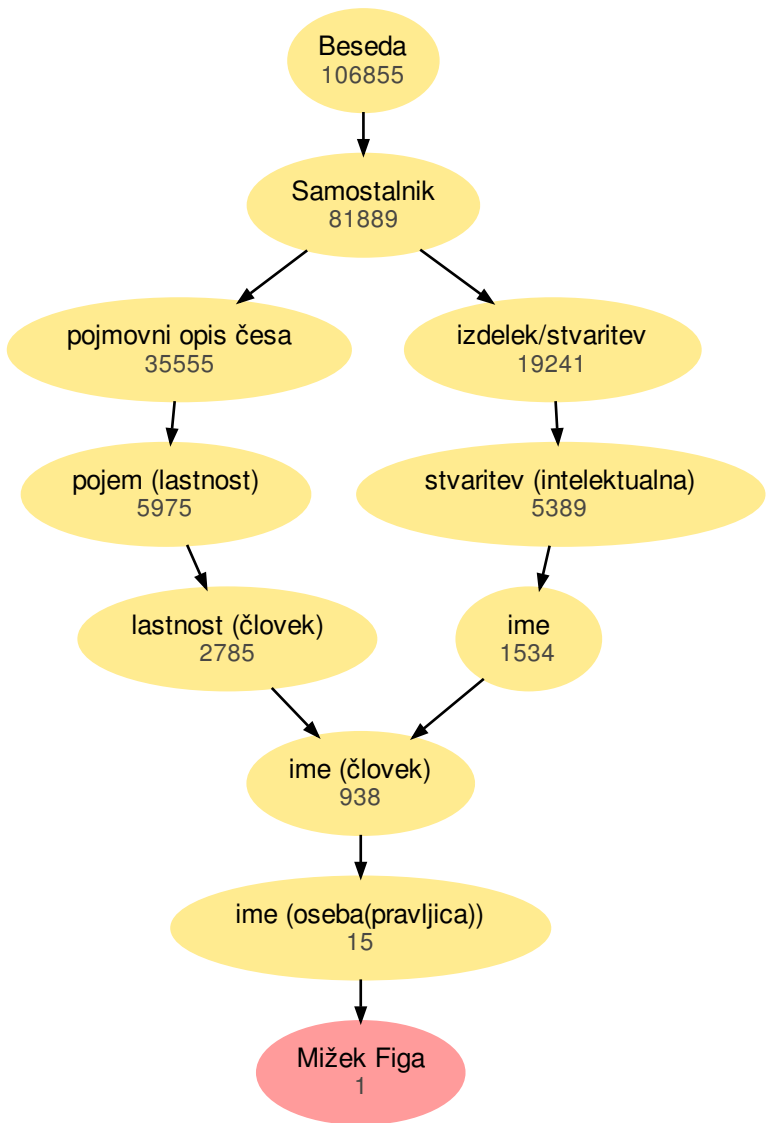 Beseda
106855
Samostalnik
81889
pojmovni opis česa
35555
izdelek/stvaritev
19241
pojem (lastnost)
5975
stvaritev (intelektualna)
5389
lastnost (človek)
2785
ime
1534
ime (človek)
938
ime (oseba(pravljica))
15
Mižek Figa
1